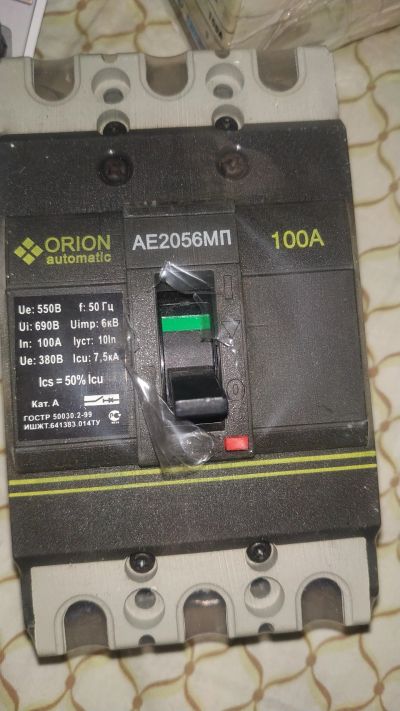 ORION
automatic
АЕ2056МП
100А
Ue: 550В f: 50 Гц
Ui: 690В Uimp: 6кВ
In: 100А Iуст: 10In
Ue: 380В Icu: 7,5кА
Ics = 50% icu
Кат. А
ГОСТР 50030.2-99
ИШЖТ.641383.014ТУ